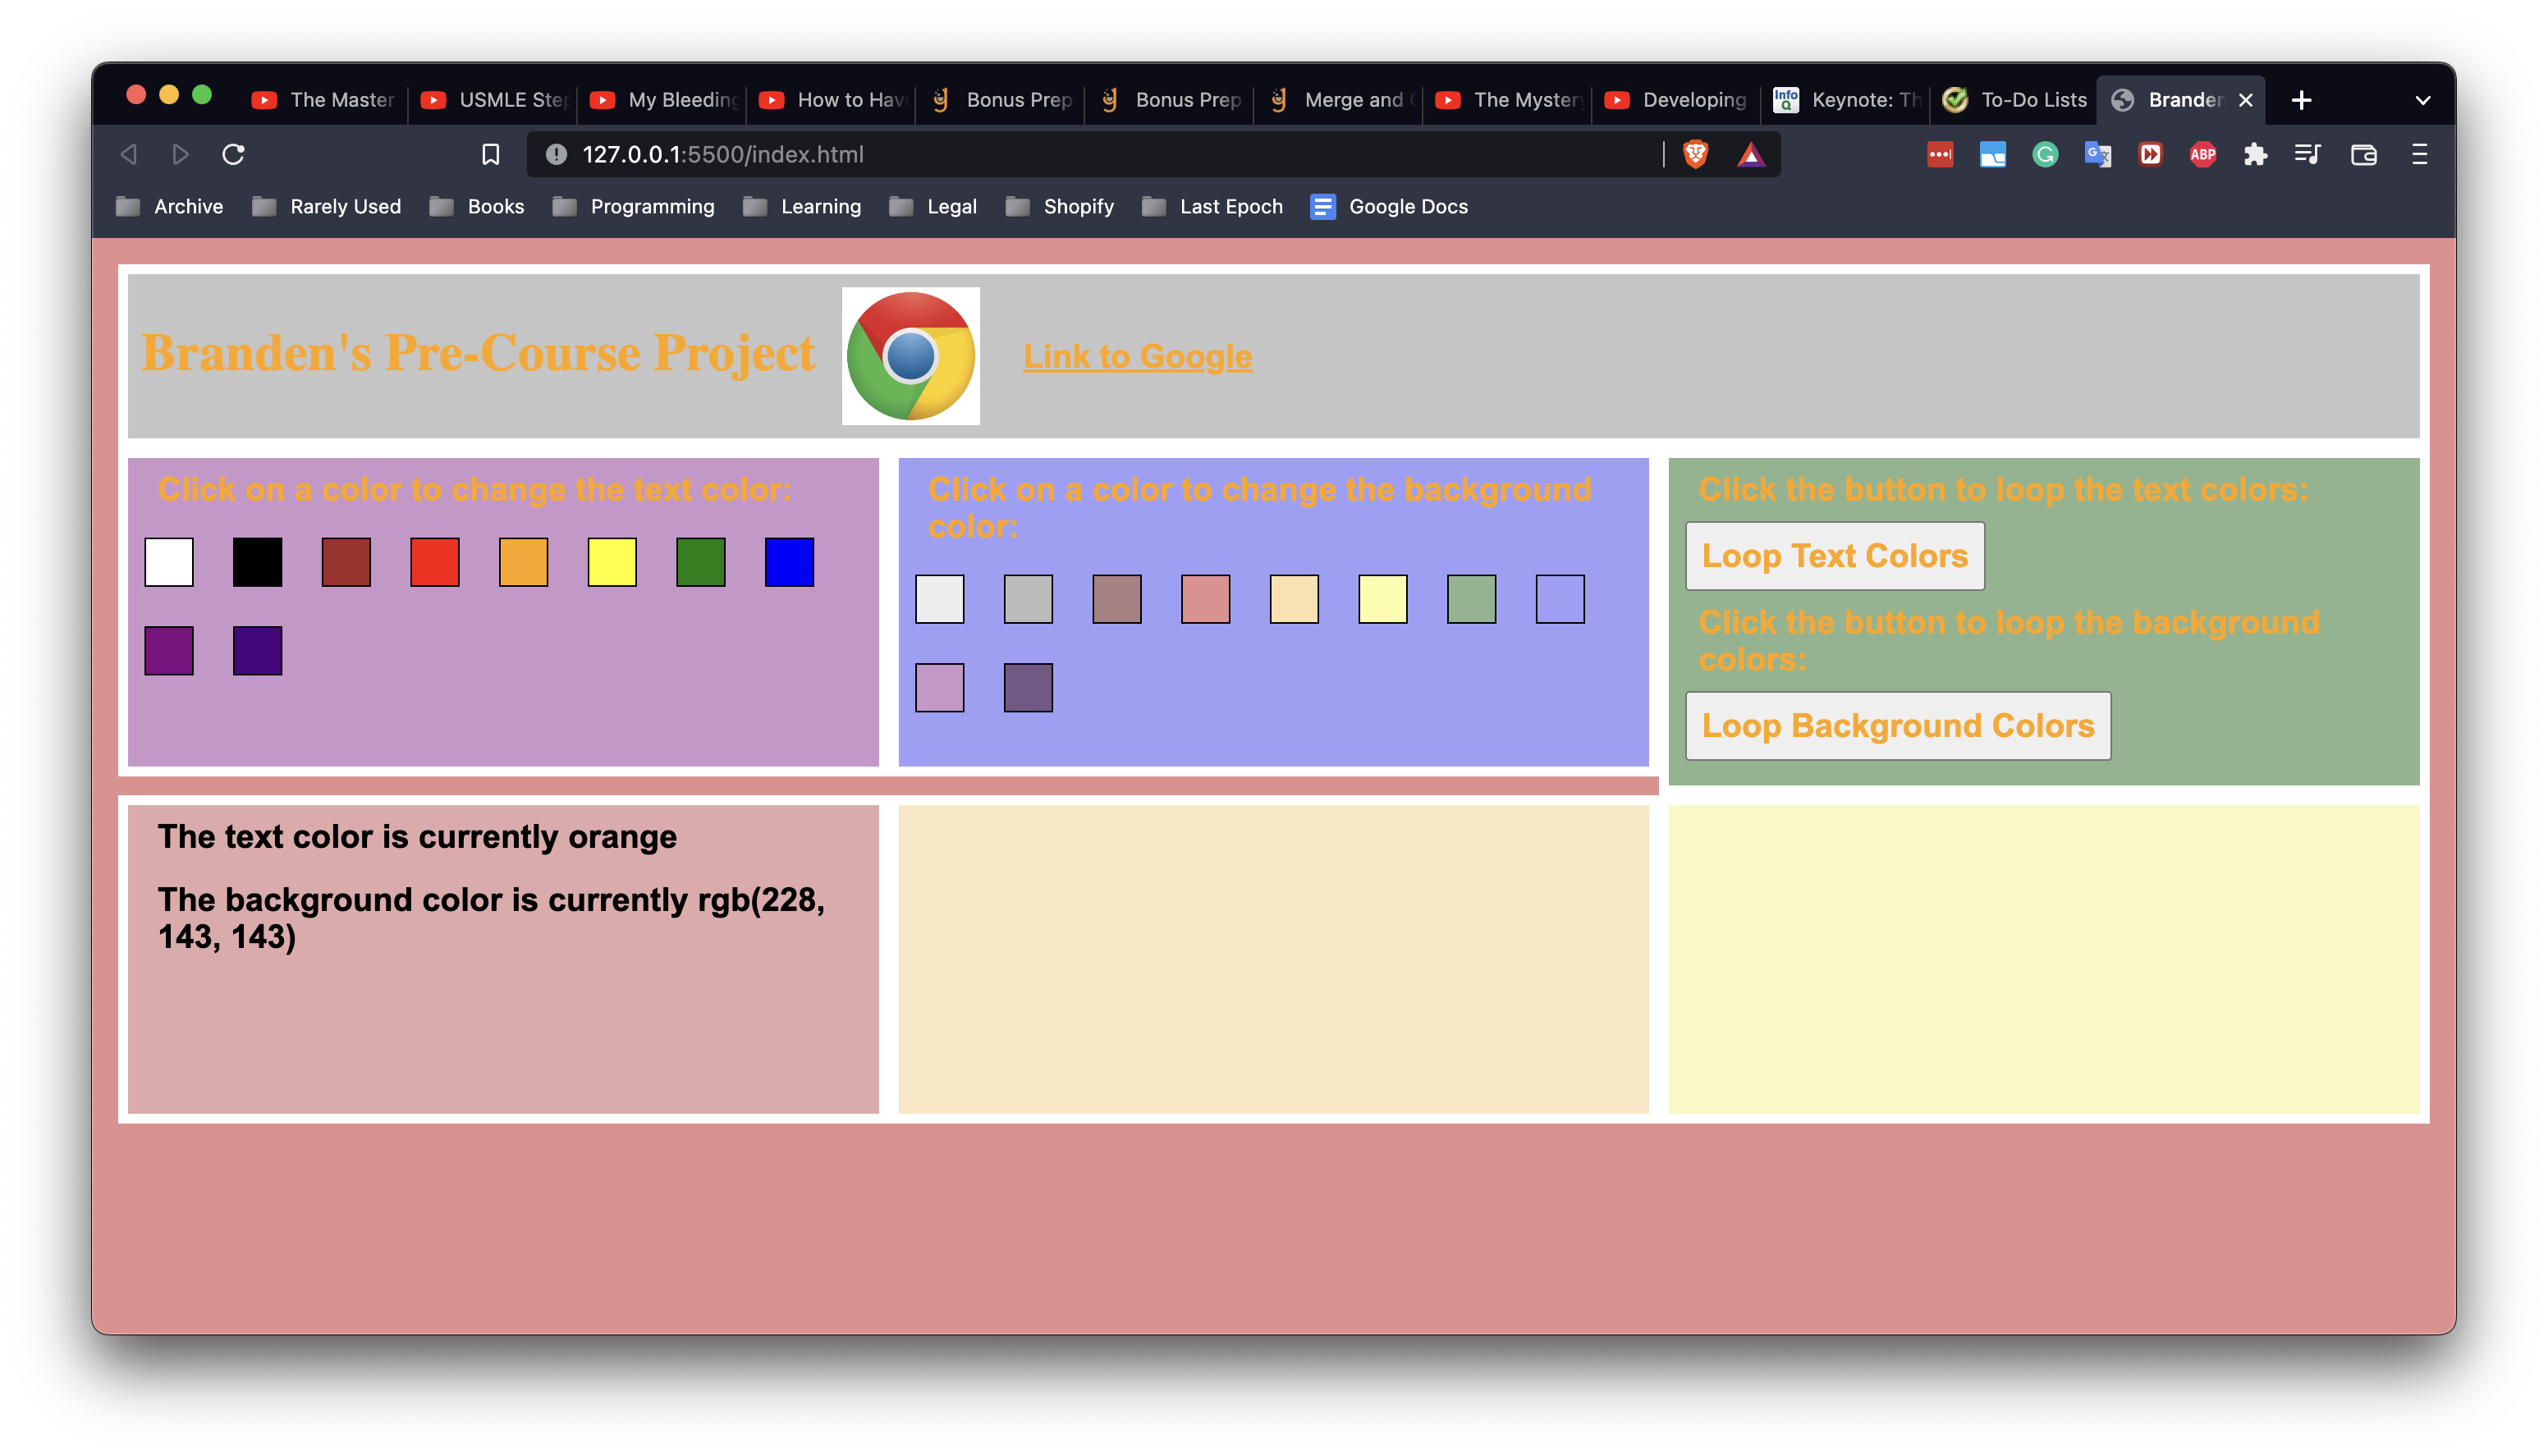 The Master
USMLE Step
My Bleeding
How to Hav
Bonus Prep
Bonus Prep
Merge and
The Mystery
Developing
Info Q
Keynote: Th
To-Do Lists
Branden
127.0.0.1:5500/index.html
ABP
Archive
Rarely Used
Books
Programming
Learning
Legal
Shopify
Last Epoch
Google Docs
Branden's Pre-Course Project
Link to Google
Click on a color to change the text color:
Click on a color to change the background
color:
Click the button to loop the text colors:
Loop Text Colors
Click the button to loop the background
colors:
Loop Background Colors
The text color is currently orange
The background color is currently rgb(228,
143, 143)